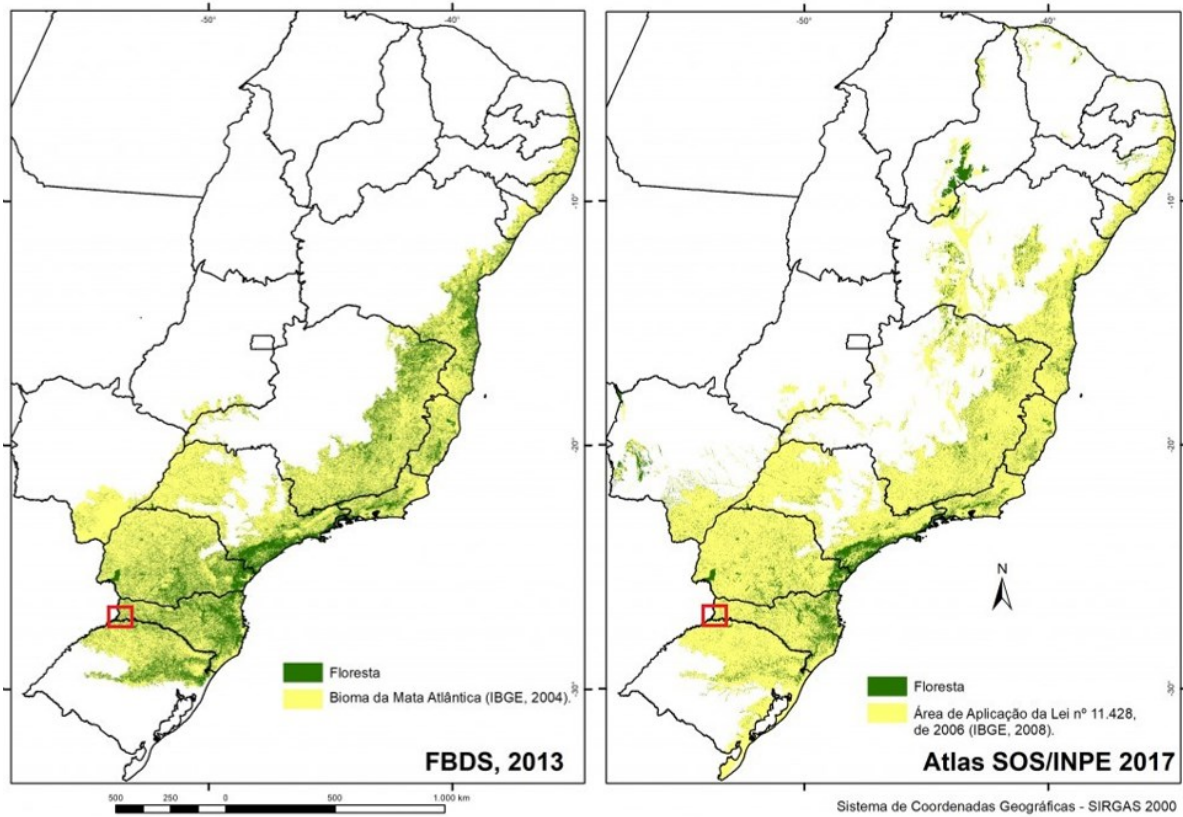 -50°
-40°
-50°
-40°
-10°
-10°
-20°
-20°
N
Floresta
Bioma da Mata Atlântica (IBGE, 2004).
-30°
Floresta
Área de Aplicação da Lei nº 11.428,
de 2006 (IBGE, 2008).
-30°
FBDS, 2013
Atlas SOS/INPE 2017
500 250 0 500 1.000 km
Sistema de Coordenadas Geográficas - SIRGAS 2000